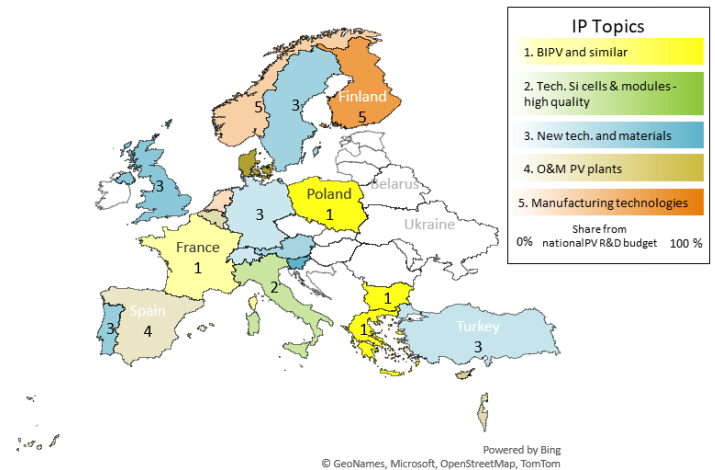 IP Topics
1. BIPV and similar
2. Tech. Si cells & modules -
high quality
3. New tech. and materials
4. O&M PV plants
5. Manufacturing technologies
Share from
0% national PV R&D budget 100 %
5
3
Finland
5
3
Belarus
Poland
1
3
Ukraine
France
1
2
1
Spain
4
3
1
Turkey
3
Powered by Bing
© GeoNames, Microsoft, OpenStreetMap, TomTom